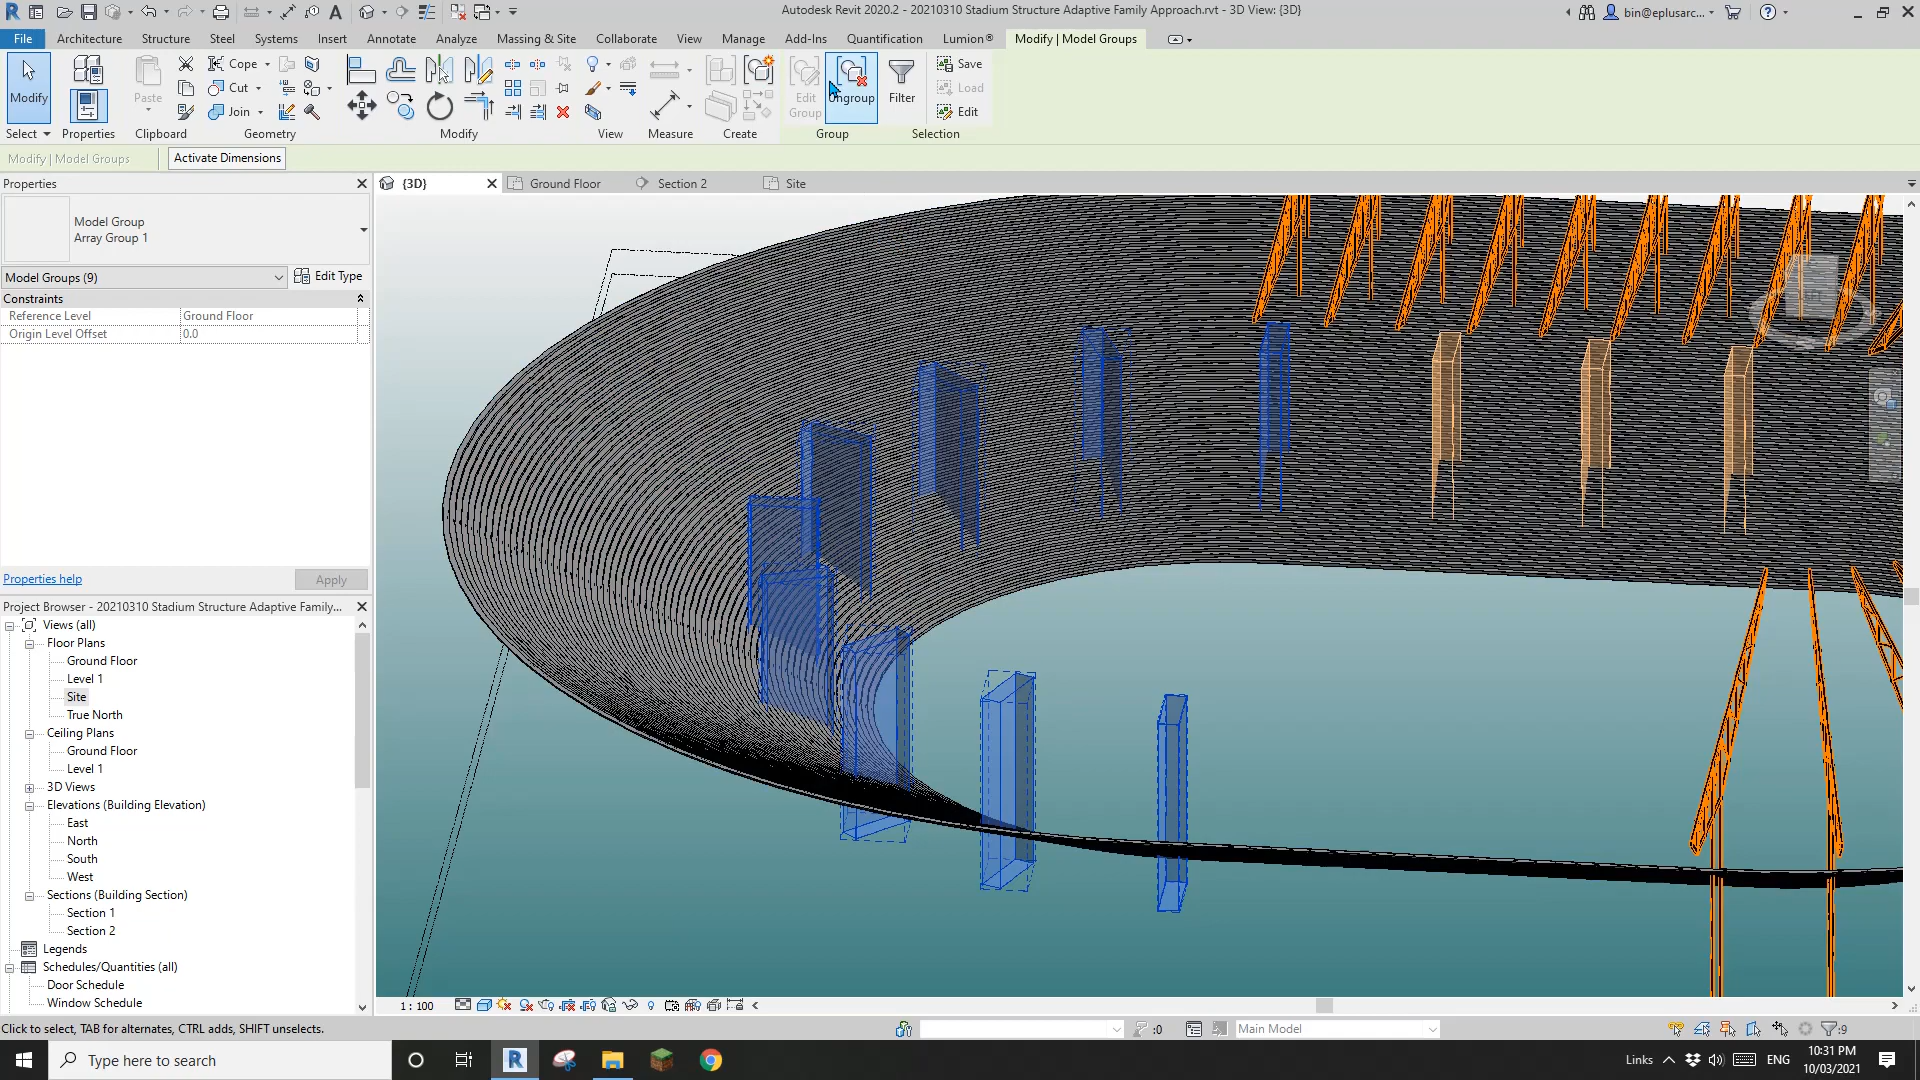 Autodesk Revit 2020.2 - 20210310 Stadium Structure Adaptive Family Approach.rvt - 3D View: {3D}
bin@eplusarc...
File Architecture Structure Steel Systems Insert Annotate Analyze Massing & Site Collaborate View Manage Add-Ins Quantification Lumion® Modify | Model Groups
Modify Paste Cope Cut Join Edit Group Ungroup Filter Save Load Edit
Select Properties Clipboard Geometry Modify View Measure Create Group Selection
Modify | Model Groups Activate Dimensions
Properties
{3D} Ground Floor Section 2 Site
Model Group
Array Group 1
Model Groups (9) Edit Type
Constraints
Reference Level Ground Floor
Origin Level Offset 0.0
Properties help Apply
Project Browser - 20210310 Stadium Structure Adaptive Family...
Views (all)
Floor Plans
Ground Floor
Level 1
Site
True North
Ceiling Plans
Ground Floor
Level 1
3D Views
Elevations (Building Elevation)
East
North
South
West
Sections (Building Section)
Section 1
Section 2
Legends
Schedules/Quantities (all)
Door Schedule
Window Schedule
1 : 100
Click to select, TAB for alternates, CTRL adds, SHIFT unselects.
:0 Main Model :9
Type here to search
Links ENG 10:31 PM
10/03/2021